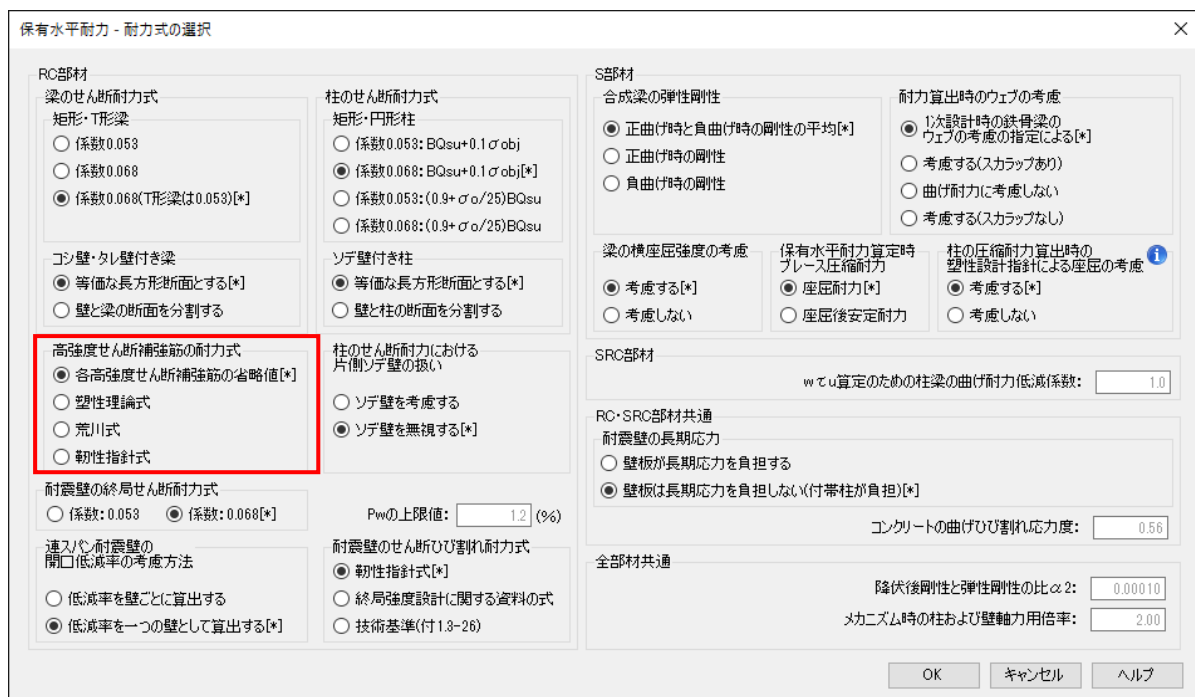 保有水平耐力 - 耐力式の選択
RC部材
梁のせん断耐力式
矩形・T形梁
係数0.053
係数0.068
係数0.068(T形梁は0.053)[*]
コシ壁・タレ壁付き梁
等価な長方形断面とする[*]
壁と梁の断面を分割する
高強度せん断補強筋の耐力式
各高強度せん断補強筋の省略値[*]
塑性理論式
荒川式
靭性指針式
耐震壁の終局せん断耐力式
係数:0.053
係数:0.068[*]
連スパン耐震壁の
開口低減率の考慮方法
低減率を壁ごとに算出する
低減率を一つの壁として算出する[*]
柱のせん断耐力式
矩形・円形柱
係数0.053:BQsu+0.1σobj
係数0.068:BQsu+0.1σobj[*]
係数0.053:(0.9+σo/25)BQsu
係数0.068:(0.9+σo/25)BQsu
ソデ壁付き柱
等価な長方形断面とする[*]
壁と柱の断面を分割する
柱のせん断耐力における
片側ソデ壁の扱い
ソデ壁を考慮する
ソデ壁を無視する[*]
Pwの上限値: 1.2 (%)
耐震壁のせん断ひび割れ耐力式
靭性指針式[*]
終局強度設計に関する資料の式
技術基準(付1.3-26)
S部材
合成梁の弾性剛性
正曲げ時と負曲げ時の剛性の平均[*]
正曲げ時の剛性
負曲げ時の剛性
耐力算出時のウェブの考慮
1次設計時の鉄骨梁の
ウェブの考慮の指定による[*]
考慮する(スカラップあり)
曲げ耐力に考慮しない
考慮する(スカラップなし)
梁の横座屈強度の考慮
考慮する[*]
考慮しない
保有水平耐力算定時
ブレース圧縮耐力
座屈耐力[*]
座屈後安定耐力
柱の圧縮耐力算出時の
塑性設計指針による座屈の考慮
考慮する[*]
考慮しない
SRC部材
wτu算定のための柱梁の曲げ耐力低減係数: 1.0
RC・SRC部材共通
耐震壁の長期応力
壁板が長期応力を負担する
壁板は長期応力を負担しない(付帯柱が負担)[*]
コンクリートの曲げひび割れ応力度: 0.56
全部材共通
降伏後剛性と弾性剛性の比α2: 0.00010
メカニズム時の柱および壁軸力用倍率: 2.00
OK
キャンセル
ヘルプ